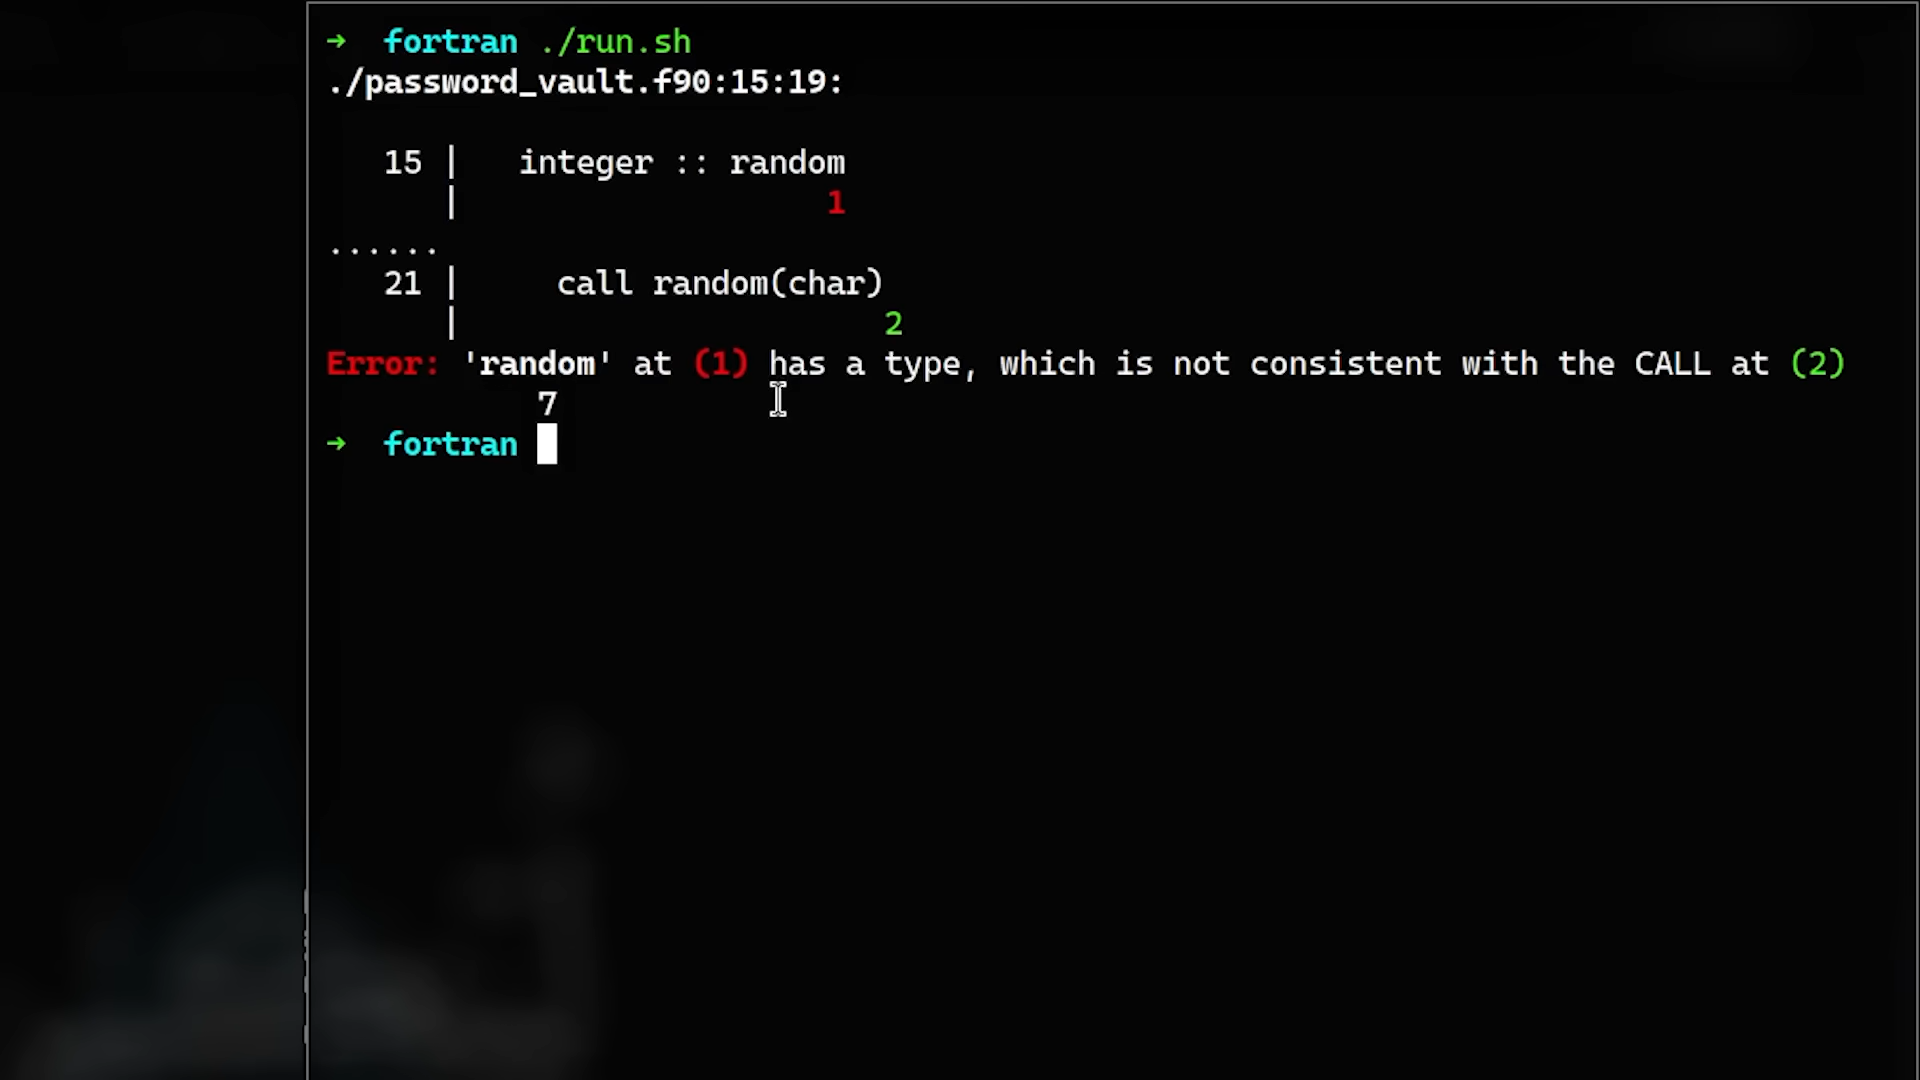 → fortran ./run.sh
./password_vault.f90:15:19:
15 | integer :: random
| 1
......
21 | call random(char)
| 2
Error: 'random' at (1) has a type, which is not consistent with the CALL at (2)
7
→ fortran